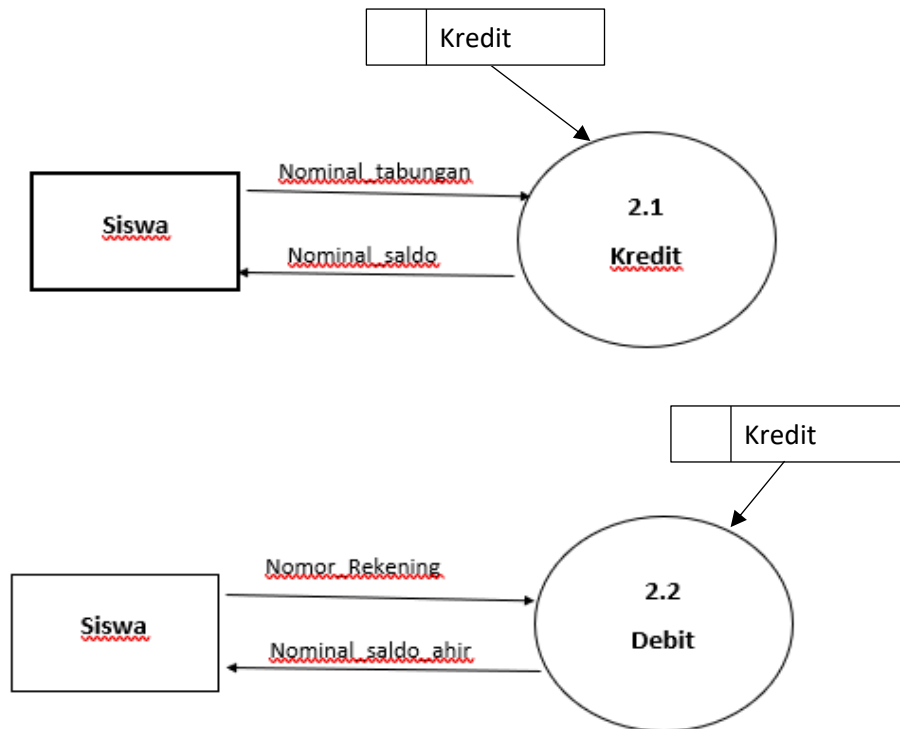 Kredit
Nominal_tabungan
Siswa
2.1
Kredit
Nominal_saldo
Kredit
Nomor_Rekening
Siswa
2.2
Debit
Nominal_saldo_ahir